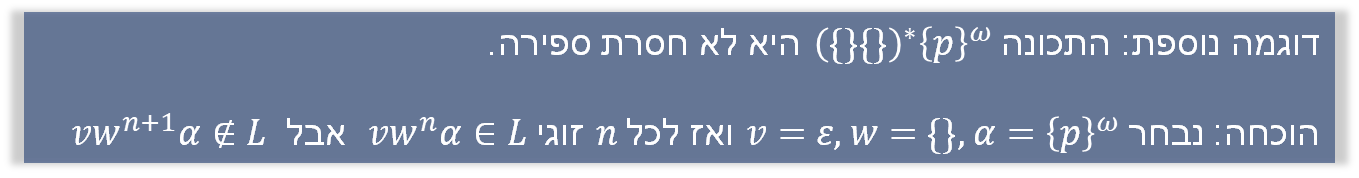 דוגמה נוספת: התכונה ({}{})*{p}^ω היא לא חסרת ספירה.
הוכחה: נבחר v = ε, w = {}, α = {p}^ω ואז לכל n זוגי vw^nα ∈ L אבל vw^{n+1}α ∉ L